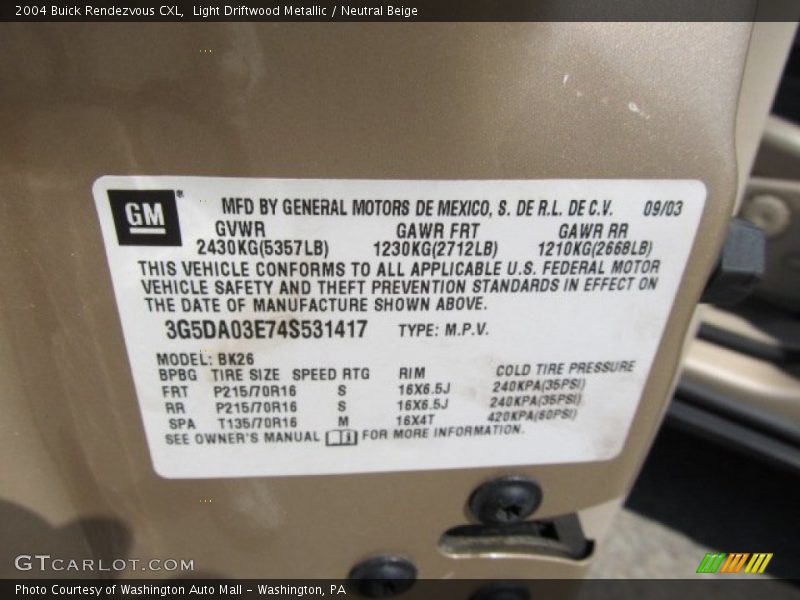 2004 Buick Rendezvous CXL,  Light Driftwood Metallic / Neutral Beige
GM®
MFD BY GENERAL MOTORS DE MEXICO, S. DE R.L. DE C.V. 09/03
GVWR GAWR FRT GAWR RR
2430KG(5357LB) 1230KG(2712LB) 1210KG(2668LB)
THIS VEHICLE CONFORMS TO ALL APPLICABLE U.S. FEDERAL MOTOR
VEHICLE SAFETY AND THEFT PREVENTION STANDARDS IN EFFECT ON
THE DATE OF MANUFACTURE SHOWN ABOVE.
3G5DA03E74S531417 TYPE: M.P.V.
MODEL: BK26
BPBG TIRE SIZE SPEED RTG RIM COLD TIRE PRESSURE
FRT P215/70R16 S 16X6.5J 240KPA(35PSI)
RR P215/70R16 S 16X6.5J 240KPA(35PSI)
SPA T135/70R16 M 16X4T 420KPA(60PSI)
SEE OWNER'S MANUAL FOR MORE INFORMATION.
GTCARLOT.COM
Photo Courtesy of Washington Auto Mall - Washington, PA